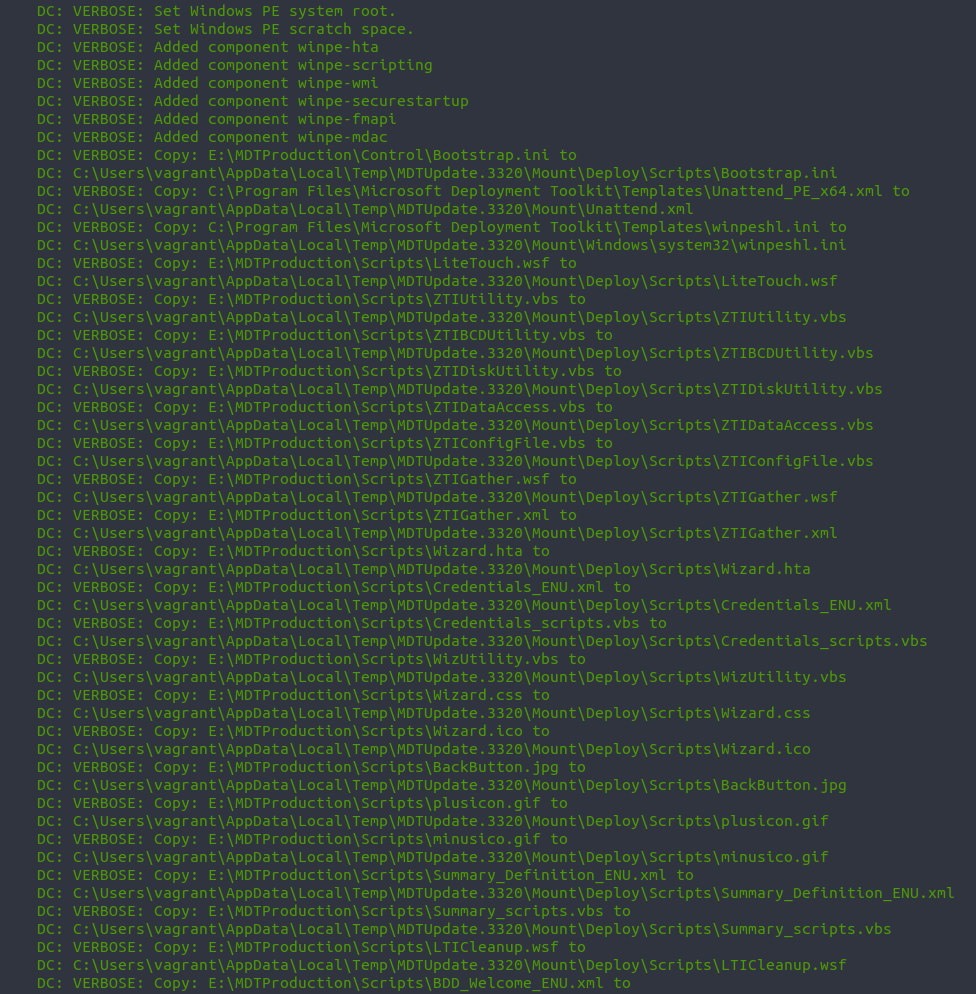 DC: VERBOSE: Set Windows PE system root.
DC: VERBOSE: Set Windows PE scratch space.
DC: VERBOSE: Added component winpe-hta
DC: VERBOSE: Added component winpe-scripting
DC: VERBOSE: Added component winpe-wmi
DC: VERBOSE: Added component winpe-securestartup
DC: VERBOSE: Added component winpe-fmapi
DC: VERBOSE: Added component winpe-mdac
DC: VERBOSE: Copy: E:\MDTProduction\Control\Bootstrap.ini to
DC: C:\Users\vagrant\AppData\Local\Temp\MDTUpdate.3320\Mount\Deploy\Scripts\Bootstrap.ini
DC: VERBOSE: Copy: C:\Program Files\Microsoft Deployment Toolkit\Templates\Unattend_PE_x64.xml to
DC: C:\Users\vagrant\AppData\Local\Temp\MDTUpdate.3320\Mount\Unattend.xml
DC: VERBOSE: Copy: C:\Program Files\Microsoft Deployment Toolkit\Templates\winpeshl.ini to
DC: C:\Users\vagrant\AppData\Local\Temp\MDTUpdate.3320\Mount\Windows\system32\winpeshl.ini
DC: VERBOSE: Copy: E:\MDTProduction\Scripts\LiteTouch.wsf to
DC: C:\Users\vagrant\AppData\Local\Temp\MDTUpdate.3320\Mount\Deploy\Scripts\LiteTouch.wsf
DC: VERBOSE: Copy: E:\MDTProduction\Scripts\ZTIUtility.vbs to
DC: C:\Users\vagrant\AppData\Local\Temp\MDTUpdate.3320\Mount\Deploy\Scripts\ZTIUtility.vbs
DC: VERBOSE: Copy: E:\MDTProduction\Scripts\ZTIBCDUtility.vbs to
DC: C:\Users\vagrant\AppData\Local\Temp\MDTUpdate.3320\Mount\Deploy\Scripts\ZTIBCDUtility.vbs
DC: VERBOSE: Copy: E:\MDTProduction\Scripts\ZTIDiskUtility.vbs to
DC: C:\Users\vagrant\AppData\Local\Temp\MDTUpdate.3320\Mount\Deploy\Scripts\ZTIDiskUtility.vbs
DC: VERBOSE: Copy: E:\MDTProduction\Scripts\ZTIDataAccess.vbs to
DC: C:\Users\vagrant\AppData\Local\Temp\MDTUpdate.3320\Mount\Deploy\Scripts\ZTIDataAccess.vbs
DC: VERBOSE: Copy: E:\MDTProduction\Scripts\ZTIConfigFile.vbs to
DC: C:\Users\vagrant\AppData\Local\Temp\MDTUpdate.3320\Mount\Deploy\Scripts\ZTIConfigFile.vbs
DC: VERBOSE: Copy: E:\MDTProduction\Scripts\ZTIGather.wsf to
DC: C:\Users\vagrant\AppData\Local\Temp\MDTUpdate.3320\Mount\Deploy\Scripts\ZTIGather.wsf
DC: VERBOSE: Copy: E:\MDTProduction\Scripts\ZTIGather.xml to
DC: C:\Users\vagrant\AppData\Local\Temp\MDTUpdate.3320\Mount\Deploy\Scripts\ZTIGather.xml
DC: VERBOSE: Copy: E:\MDTProduction\Scripts\Wizard.hta to
DC: C:\Users\vagrant\AppData\Local\Temp\MDTUpdate.3320\Mount\Deploy\Scripts\Wizard.hta
DC: VERBOSE: Copy: E:\MDTProduction\Scripts\Credentials_ENU.xml to
DC: C:\Users\vagrant\AppData\Local\Temp\MDTUpdate.3320\Mount\Deploy\Scripts\Credentials_ENU.xml
DC: VERBOSE: Copy: E:\MDTProduction\Scripts\Credentials_scripts.vbs to
DC: C:\Users\vagrant\AppData\Local\Temp\MDTUpdate.3320\Mount\Deploy\Scripts\Credentials_scripts.vbs
DC: VERBOSE: Copy: E:\MDTProduction\Scripts\WizUtility.vbs to
DC: C:\Users\vagrant\AppData\Local\Temp\MDTUpdate.3320\Mount\Deploy\Scripts\WizUtility.vbs
DC: VERBOSE: Copy: E:\MDTProduction\Scripts\Wizard.css to
DC: C:\Users\vagrant\AppData\Local\Temp\MDTUpdate.3320\Mount\Deploy\Scripts\Wizard.css
DC: VERBOSE: Copy: E:\MDTProduction\Scripts\Wizard.ico to
DC: C:\Users\vagrant\AppData\Local\Temp\MDTUpdate.3320\Mount\Deploy\Scripts\Wizard.ico
DC: VERBOSE: Copy: E:\MDTProduction\Scripts\BackButton.jpg to
DC: C:\Users\vagrant\AppData\Local\Temp\MDTUpdate.3320\Mount\Deploy\Scripts\BackButton.jpg
DC: VERBOSE: Copy: E:\MDTProduction\Scripts\plusicon.gif to
DC: C:\Users\vagrant\AppData\Local\Temp\MDTUpdate.3320\Mount\Deploy\Scripts\plusicon.gif
DC: VERBOSE: Copy: E:\MDTProduction\Scripts\minusico.gif to
DC: C:\Users\vagrant\AppData\Local\Temp\MDTUpdate.3320\Mount\Deploy\Scripts\minusico.gif
DC: VERBOSE: Copy: E:\MDTProduction\Scripts\Summary_Definition_ENU.xml to
DC: C:\Users\vagrant\AppData\Local\Temp\MDTUpdate.3320\Mount\Deploy\Scripts\Summary_Definition_ENU.xml
DC: VERBOSE: Copy: E:\MDTProduction\Scripts\Summary_scripts.vbs to
DC: C:\Users\vagrant\AppData\Local\Temp\MDTUpdate.3320\Mount\Deploy\Scripts\Summary_scripts.vbs
DC: VERBOSE: Copy: E:\MDTProduction\Scripts\LTICleanup.wsf to
DC: C:\Users\vagrant\AppData\Local\Temp\MDTUpdate.3320\Mount\Deploy\Scripts\LTICleanup.wsf
DC: VERBOSE: Copy: E:\MDTProduction\Scripts\BDD_Welcome_ENU.xml to